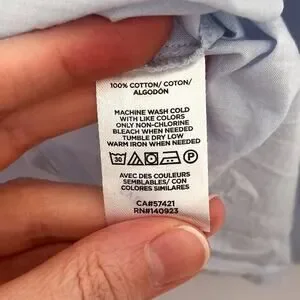 100% COTTON/ COTON/
ALGODÓN
MACHINE WASH COLD
WITH LIKE COLORS
ONLY NON-CHLORINE
BLEACH WHEN NEEDED
TUMBLE DRY LOW
WARM IRON WHEN NEEDED
30
AVEC DES COULEURS
SEMBLABLES/ CON
COLORES SIMILARES
CA#57421
RN#140923